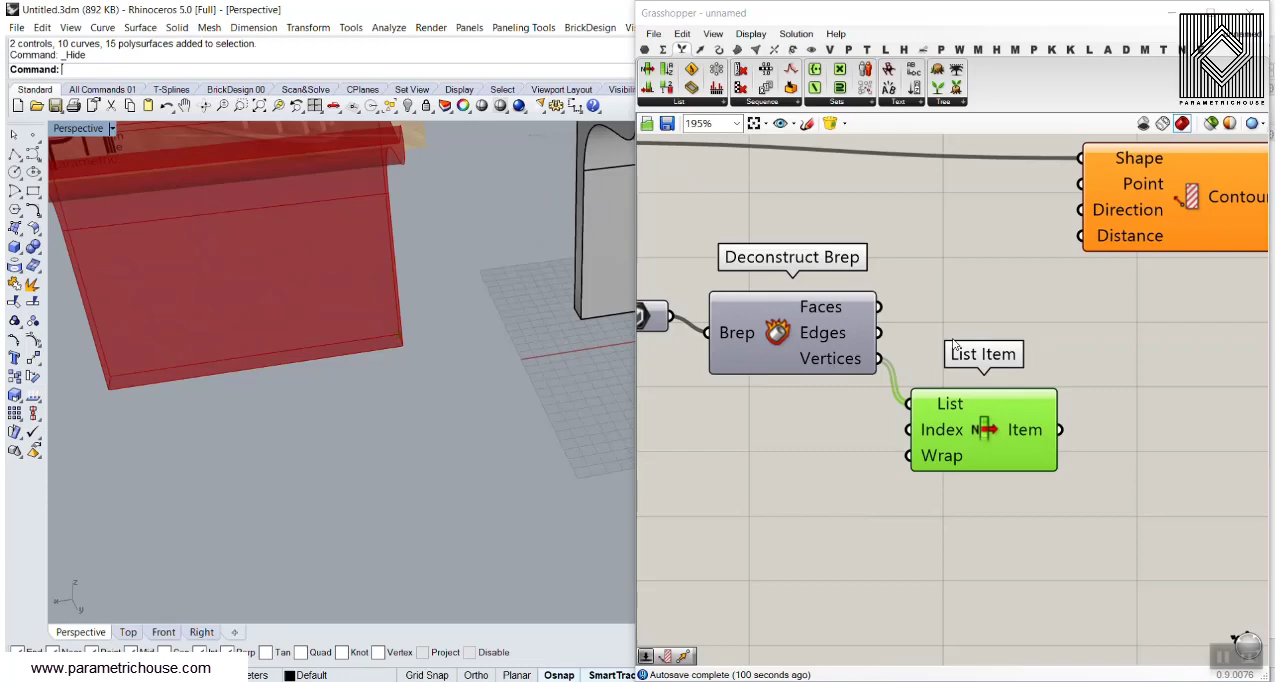 Untitled.3dm (892 KB) - Rhinoceros 5.0 [Full] - [Perspective]
File Edit View Curve Surface Solid Mesh Dimension Transform Tools Analyze Render Panels Paneling Tools BrickDesign
2 controls, 10 curves, 15 polysurfaces added to selection.
Command: _Hide
Command:
Standard All Commands 01 T-Splines BrickDesign 00 Scan&Solve CPlanes Set View Display Select Viewport Layout
Perspective
Perspective Top Front Right
Tan Quad Knot Vertex Project Disable
www.parametrichouse.com
Default Grid Snap Ortho Osnap
Grasshopper - unnamed
File Edit View Display Solution Help
V P T L H P W M H M P K K L A D M T N
PARAMETRICHOUSE
List Sequence Sets Text Tree
195%
Shape
Point
Direction
Distance
Deconstruct Brep
Brep
Faces
Edges
Vertices
List Item
List
Index
Wrap
Item
Autosave complete (100 seconds ago)
0.9.0076